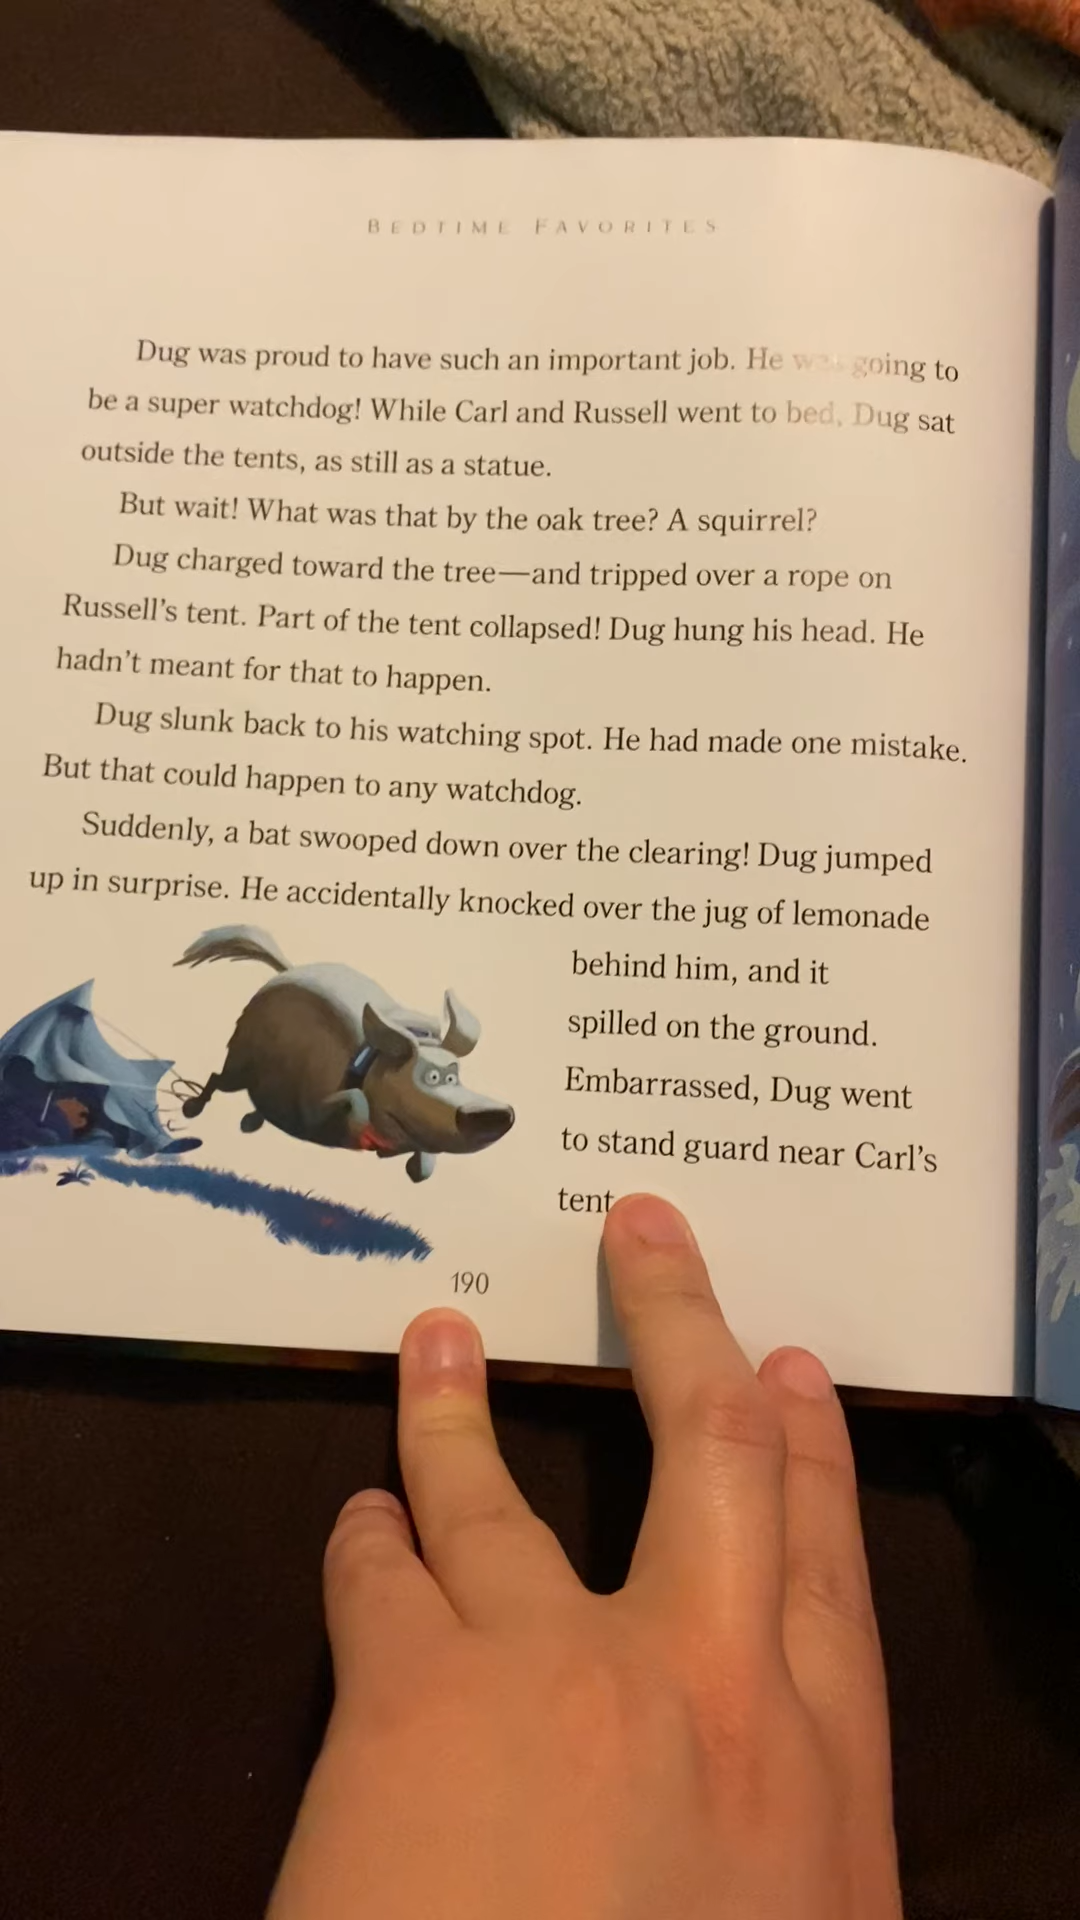 BEDTIME FAVORITES
Dug was proud to have such an important job. He was going to
be a super watchdog! While Carl and Russell went to bed, Dug sat
outside the tents, as still as a statue.
But wait! What was that by the oak tree? A squirrel?
Dug charged toward the tree—and tripped over a rope on
Russell's tent. Part of the tent collapsed! Dug hung his head. He
hadn't meant for that to happen.
Dug slunk back to his watching spot. He had made one mistake.
But that could happen to any watchdog.
Suddenly, a bat swooped down over the clearing! Dug jumped
up in surprise. He accidentally knocked over the jug of lemonade
behind him, and it
spilled on the ground.
Embarrassed, Dug went
to stand guard near Carl's
tent
190